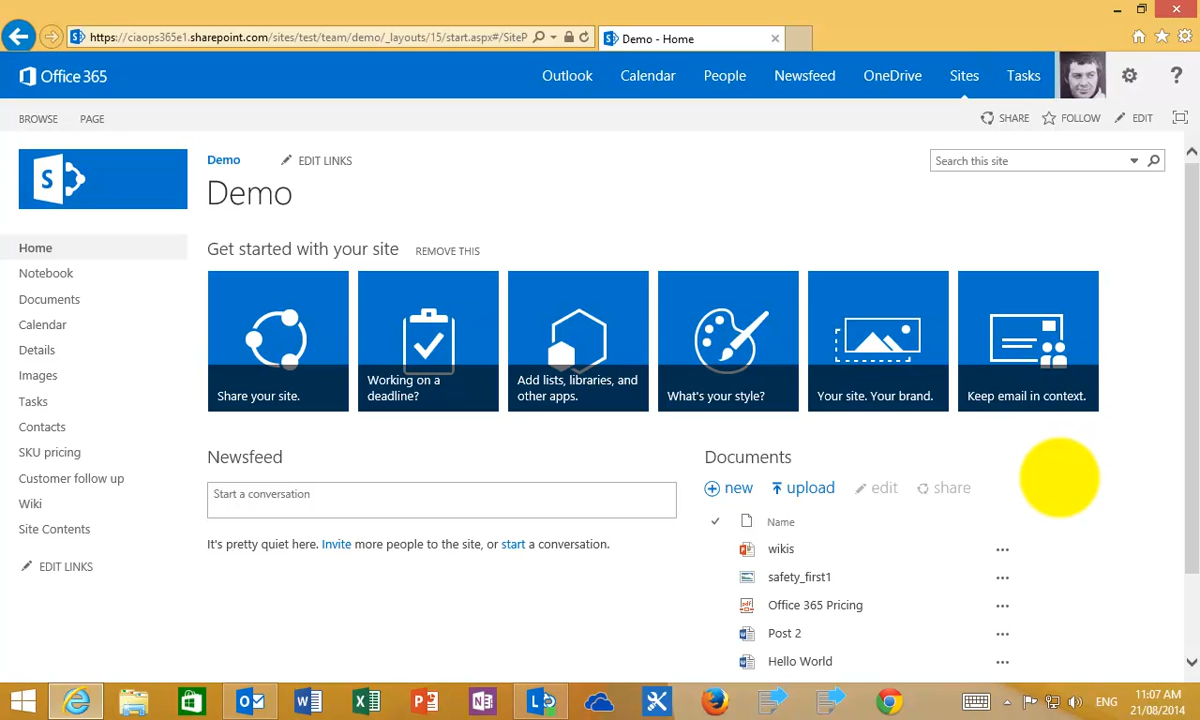 https://ciaops365e1.sharepoint.com/sites/test/team/demo/_layouts/15/start.aspx#/SiteP
Demo - Home
Office 365
Outlook Calendar People Newsfeed OneDrive Sites Tasks ?
BROWSE PAGE SHARE FOLLOW EDIT
S
Demo EDIT LINKS
Search this site
Demo
Home
Notebook
Documents
Calendar
Details
Images
Tasks
Contacts
SKU pricing
Customer follow up
Wiki
Site Contents
EDIT LINKS
Get started with your site REMOVE THIS
Share your site.
Working on a
deadline?
Add lists, libraries, and
other apps.
What's your style?
Your site. Your brand.
Keep email in context.
Newsfeed
Start a conversation
It's pretty quiet here. Invite more people to the site, or start a conversation.
Documents
new upload edit share
Name
wikis ...
safety_first1 ...
Office 365 Pricing ...
Post 2 ...
Hello World ...
ENG
11:07 AM
21/08/2014